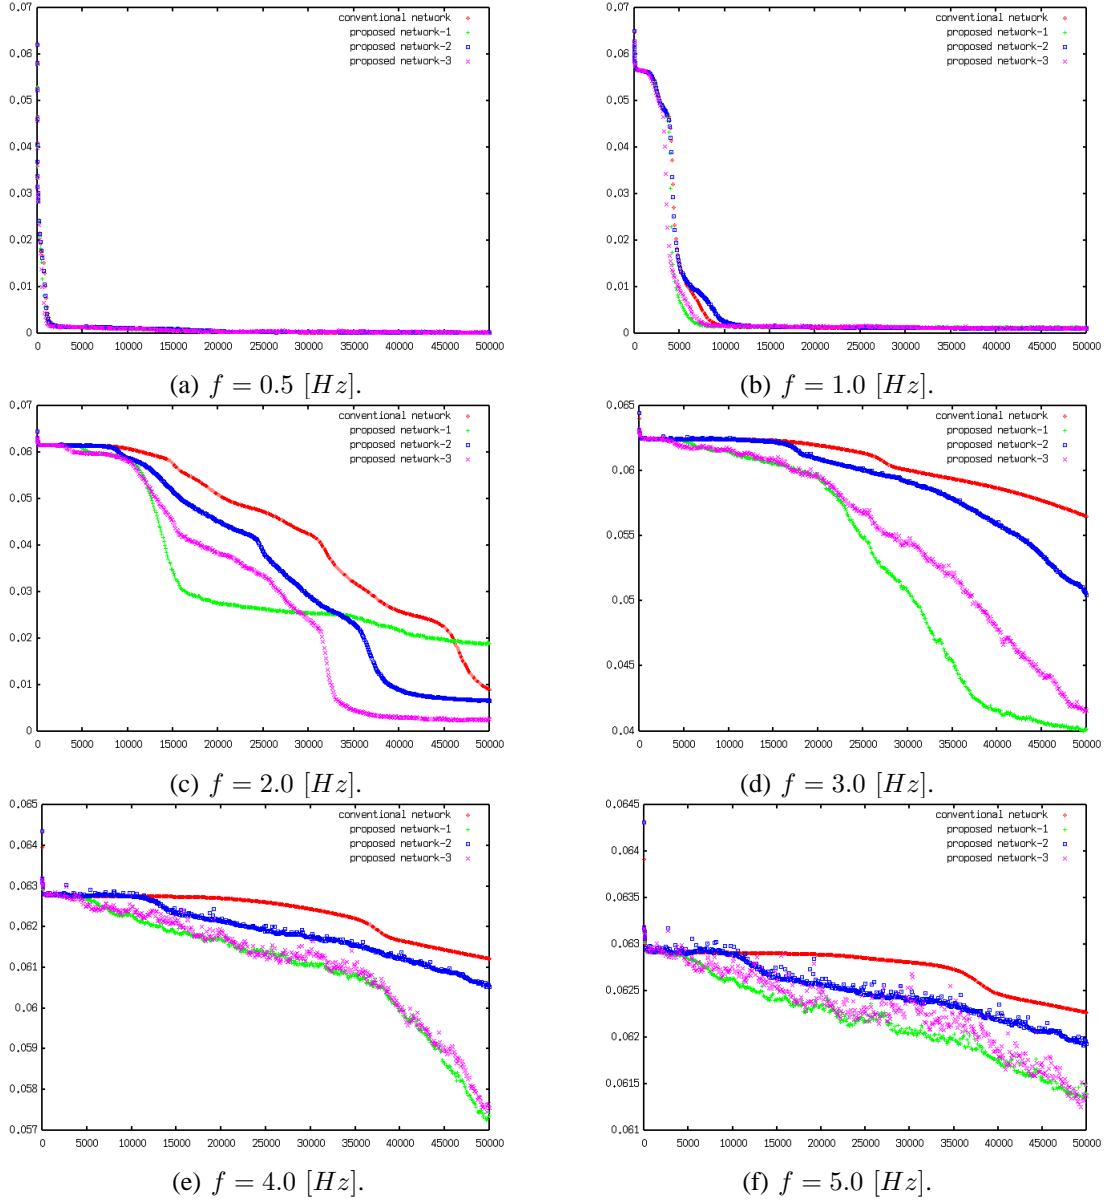 0.07
0.06
0.05
0.04
0.03
0.02
0.01
0
0 5000 10000 15000 20000 25000 30000 35000 40000 45000 50000
conventional network
proposed network-1
proposed network-2
proposed network-3
(a) f = 0.5 [Hz].
0.07
0.06
0.05
0.04
0.03
0.02
0.01
0
0 5000 10000 15000 20000 25000 30000 35000 40000 45000 50000
conventional network
proposed network-1
proposed network-2
proposed network-3
(b) f = 1.0 [Hz].
0.07
0.06
0.05
0.04
0.03
0.02
0.01
0
0 5000 10000 15000 20000 25000 30000 35000 40000 45000 50000
conventional network
proposed network-1
proposed network-2
proposed network-3
(c) f = 2.0 [Hz].
0.065
0.06
0.055
0.05
0.045
0.04
0 5000 10000 15000 20000 25000 30000 35000 40000 45000 50000
conventional network
proposed network-1
proposed network-2
proposed network-3
(d) f = 3.0 [Hz].
0.065
0.064
0.063
0.062
0.061
0.06
0.059
0.058
0.057
0 5000 10000 15000 20000 25000 30000 35000 40000 45000 50000
conventional network
proposed network-1
proposed network-2
proposed network-3
(e) f = 4.0 [Hz].
0.0645
0.064
0.0635
0.063
0.0625
0.062
0.0615
0.061
0 5000 10000 15000 20000 25000 30000 35000 40000 45000 50000
conventional network
proposed network-1
proposed network-2
proposed network-3
(f) f = 5.0 [Hz].